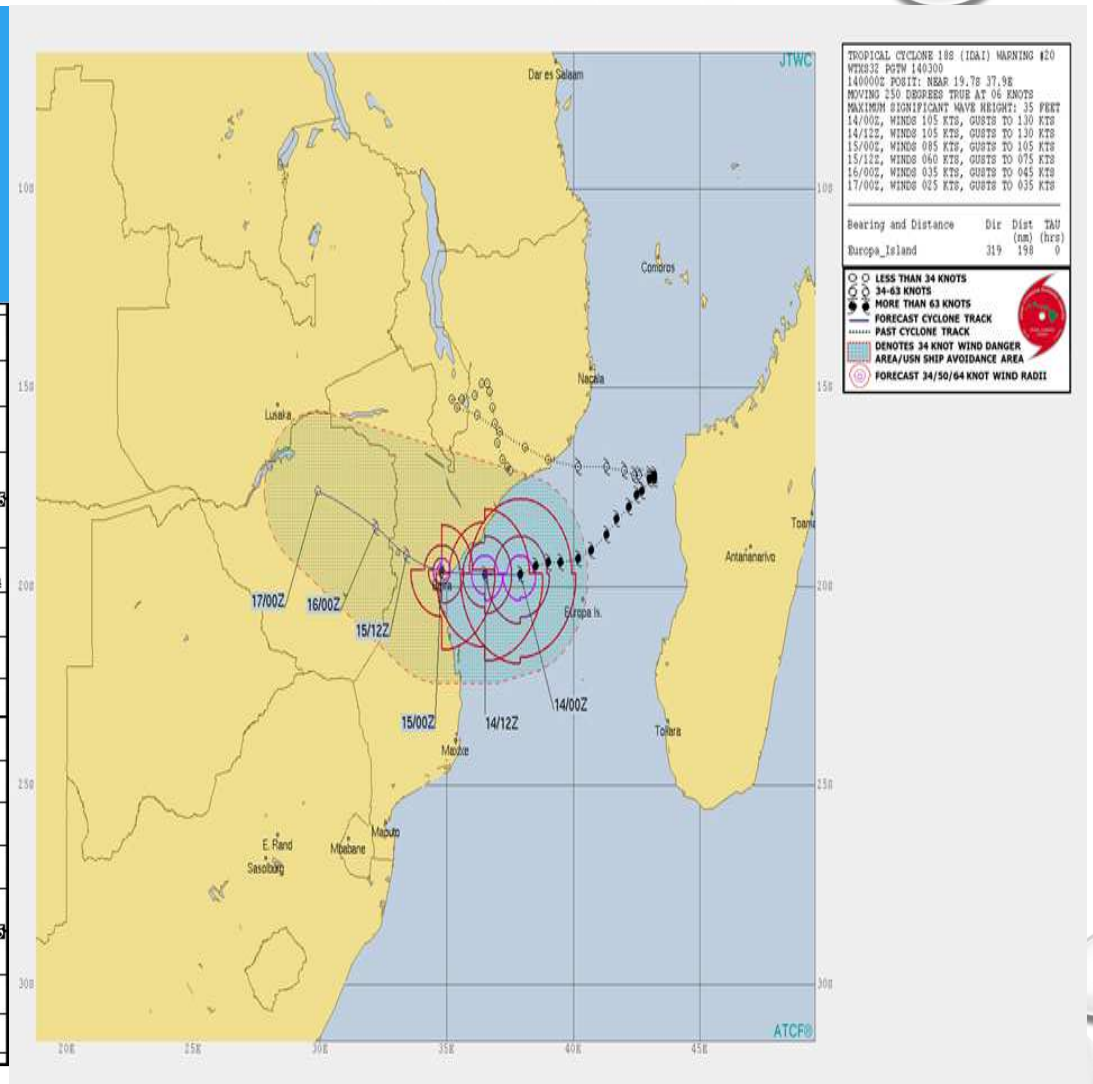 JTWC
Dar es Salaam
10S
10S
Comoros
Nacala
15S
15S
Lusaka
Antananarivo
20S
20S
Europa Is.
17/00Z
16/00Z
15/12Z
15/00Z
14/12Z
14/00Z
Maxixe
Toliara
25S
25S
Maputo
E. Rand
Mbabane
Sasolburg
30S
30S
ATCF®
20E
25E
30E
35E
40E
45E
TROPICAL CYCLONE 18S (IDAI) WARNING #20
WTXS32 PGTW 140300
140000Z POSIT: NEAR 19.7S 37.9E
MOVING 250 DEGREES TRUE AT 06 KNOTS
MAXIMUM SIGNIFICANT WAVE HEIGHT: 35 FEET
14/00Z, WINDS 105 KTS, GUSTS TO 130 KTS
14/12Z, WINDS 105 KTS, GUSTS TO 130 KTS
15/00Z, WINDS 085 KTS, GUSTS TO 105 KTS
15/12Z, WINDS 060 KTS, GUSTS TO 075 KTS
16/00Z, WINDS 035 KTS, GUSTS TO 045 KTS
17/00Z, WINDS 025 KTS, GUSTS TO 035 KTS
Bearing and Distance Dir Dist TAU
(nm) (hrs)
Europa_Island 319 198 0
LESS THAN 34 KNOTS
34-63 KNOTS
MORE THAN 63 KNOTS
FORECAST CYCLONE TRACK
PAST CYCLONE TRACK
DENOTES 34 KNOT WIND DANGER
AREA/USN SHIP AVOIDANCE AREA
FORECAST 34/50/64 KNOT WIND RADII